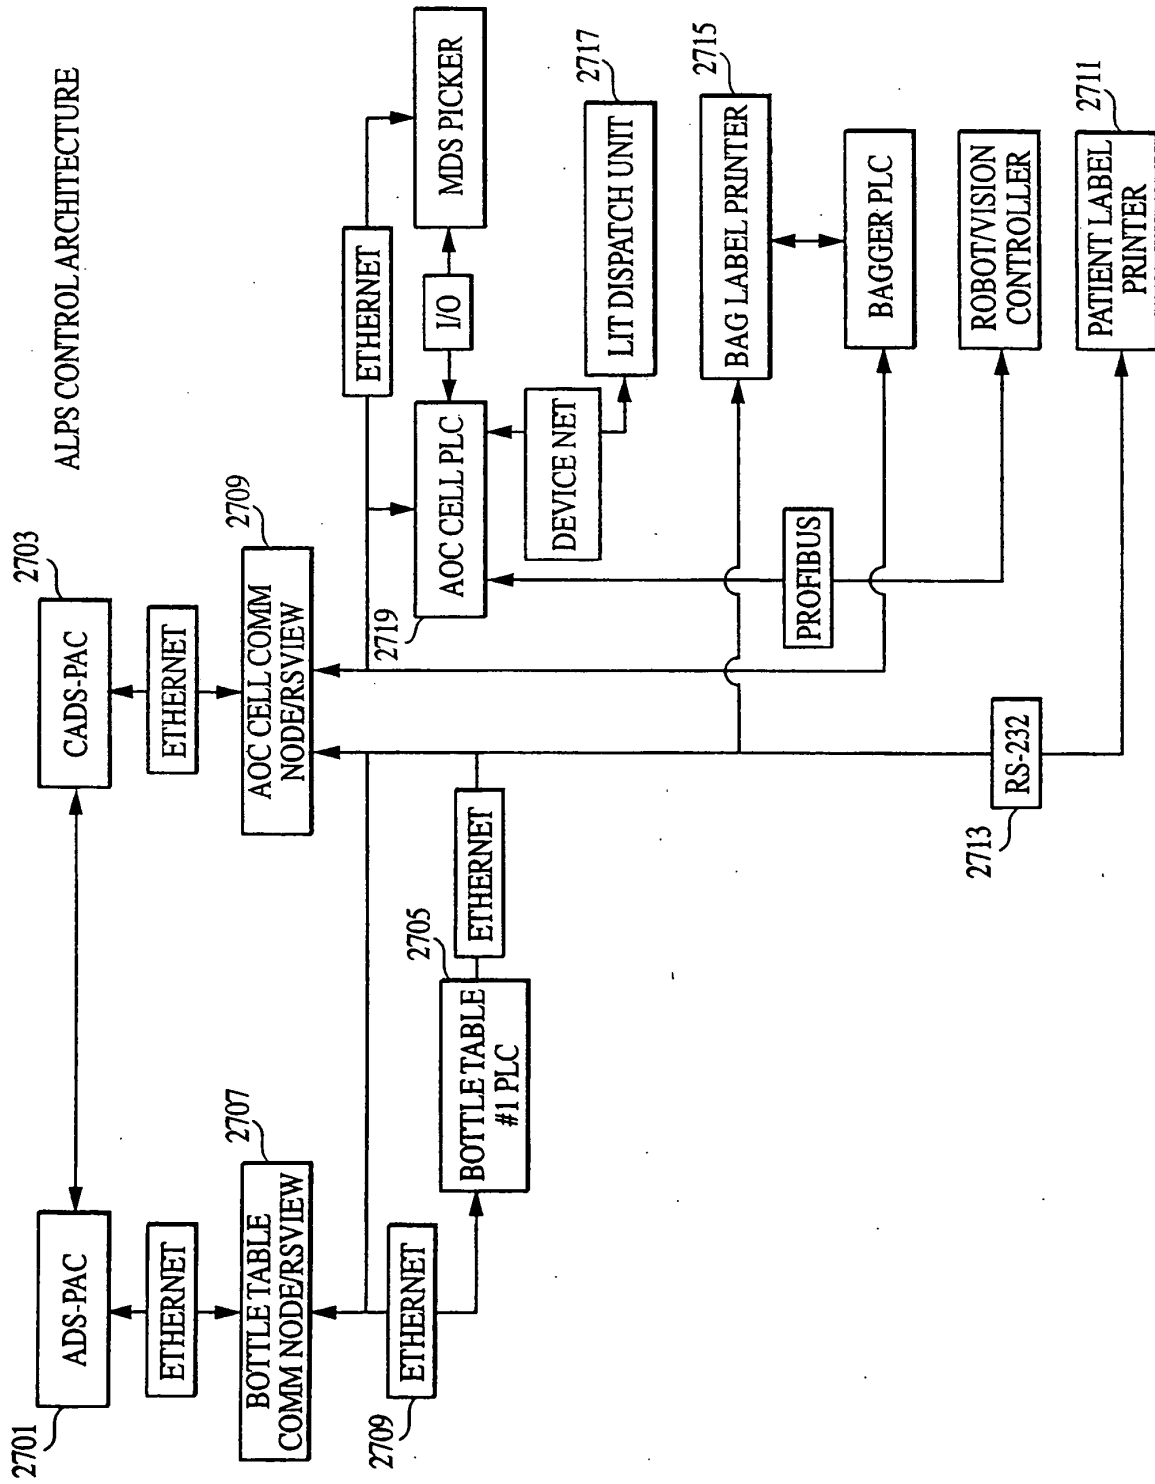 ALPS CONTROL ARCHITECTURE
2701
ADS-PAC
2703
CADS-PAC
ETHERNET
ETHERNET
2707
BOTTLE TABLE
COMM NODE/RSVIEW
2709
AOC CELL COMM
NODE/RSVIEW
ETHERNET
2709
ETHERNET
2705
BOTTLE TABLE
#1 PLC
ETHERNET
2719
AOC CELL PLC
I/O
MDS PICKER
DEVICE NET
LIT DISPATCH UNIT
2717
BAG LABEL PRINTER
2715
PROFIBUS
BAGGER PLC
ROBOT/VISION
CONTROLLER
RS-232
2713
PATIENT LABEL
PRINTER
2711